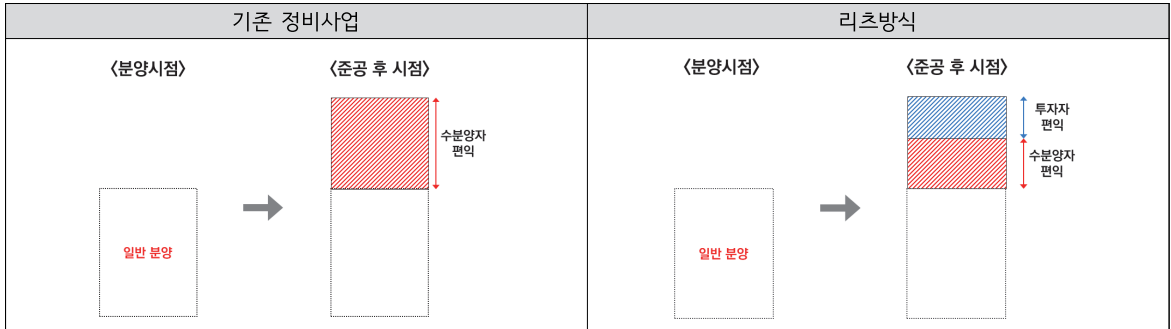 기존 정비사업
〈분양시점〉
〈준공 후 시점〉
수분양자
편익
일반 분양
리츠방식
〈분양시점〉
〈준공 후 시점〉
투자자
편익
수분양자
편익
일반 분양